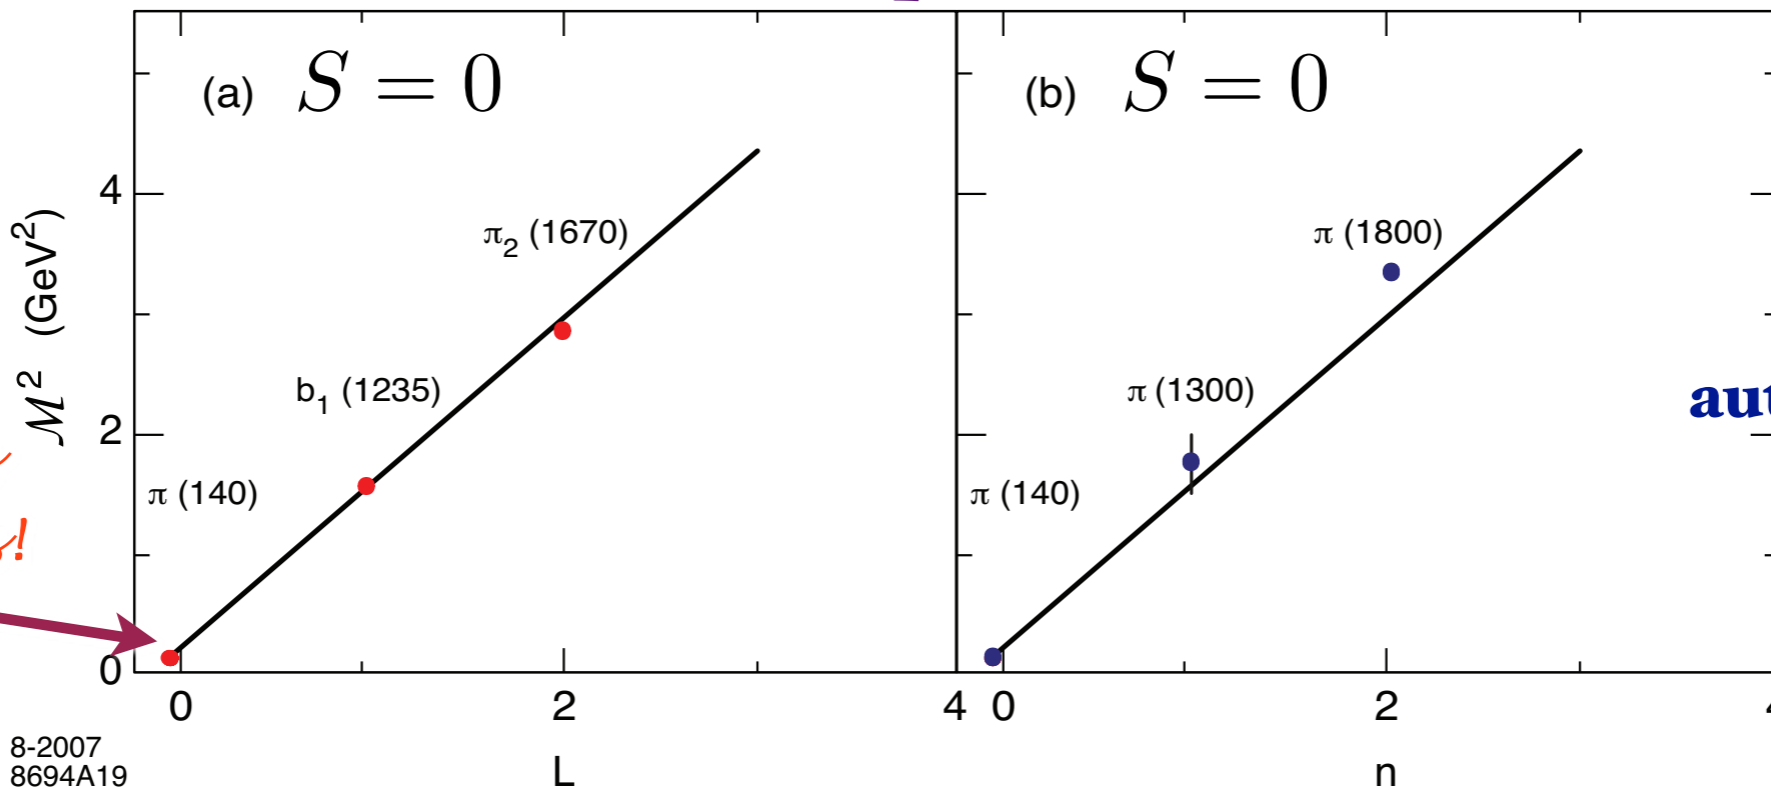 (a) S = 0
(b) S = 0
4
π₂ (1670)
π (1800)
ℳ² (GeV²)
b₁ (1235)
π (1300)
2
π (140)
π (140)
0
0 2 4 0 2
L
n
8-2007
8694A19